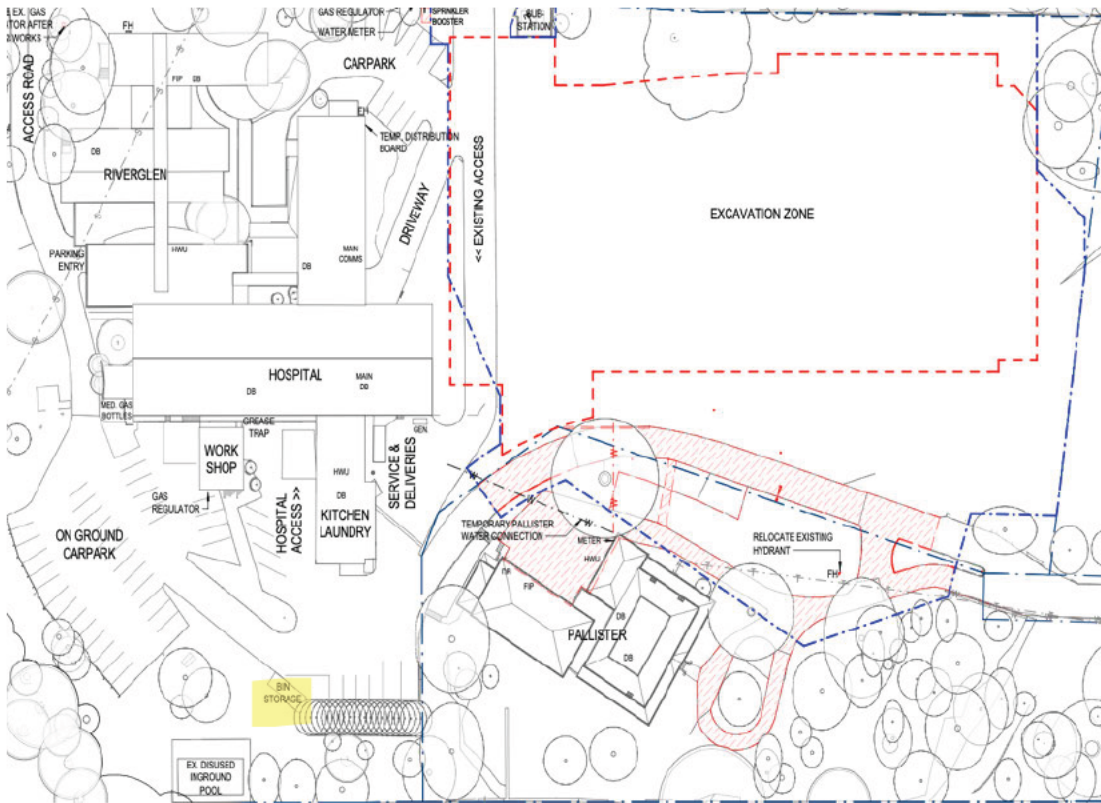 EX. GAS
TOR AFTER
WORKS
FH
GAS REGULATOR
WATER METER
SPRINKLER
BOOSTER
SUB-
STATION
ACCESS ROAD
FIP DB
CARPARK
EH
TEMP. DISTRIBUTION
BOARD
DB
RIVERGLEN
DRIVEWAY
<< EXISTING ACCESS
EXCAVATION ZONE
PARKING
ENTRY
HWU
DB
MAIN
COMMS
HOSPITAL
DB
MAIN
DB
MED. GAS
BOTTLES
GREASE
TRAP
GEN.
WORK
SHOP
GAS
REGULATOR
HOSPITAL
ACCESS >>
HWU
DB
KITCHEN
LAUNDRY
SERVICE &
DELIVERIES
ON GROUND
CARPARK
TEMPORARY PALLISTER
WATER CONNECTION
METER
RELOCATE EXISTING
HYDRANT
FH
HWU
DB
FIP
DB
PALLISTER
DB
BIN
STORAGE
EX. DISUSED
INGROUND
POOL